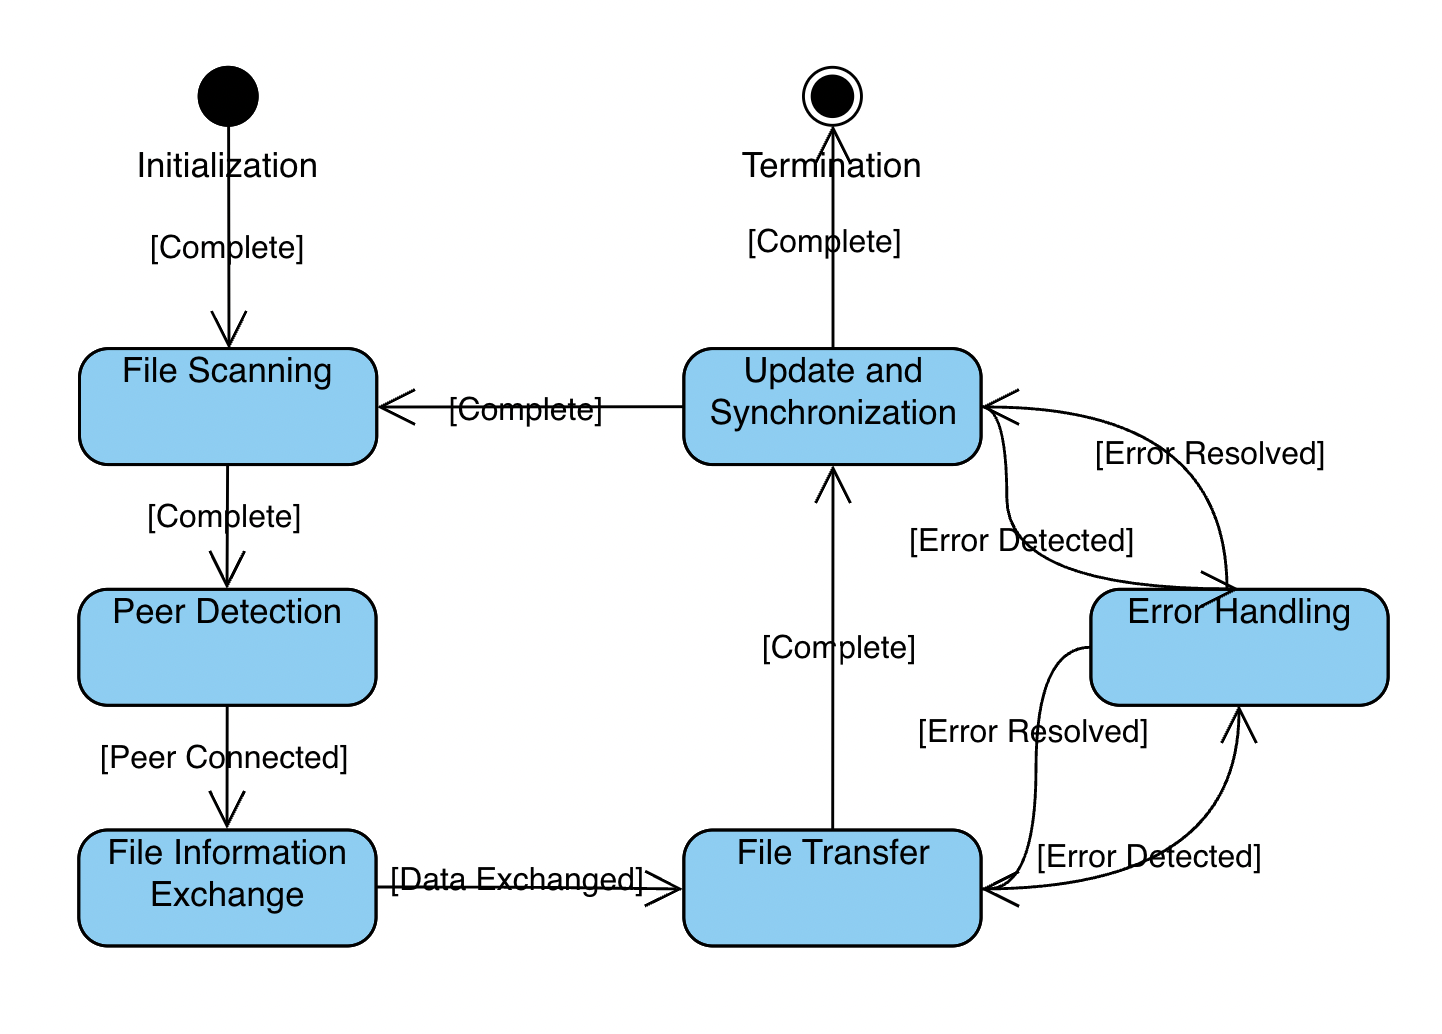 Initialization
Termination
[Complete]
[Complete]
File Scanning
Update and
Synchronization
[Complete]
[Error Resolved]
[Complete]
[Error Detected]
Peer Detection
Error Handling
[Complete]
[Error Resolved]
[Peer Connected]
File Information
Exchange
[Data Exchanged]
File Transfer
[Error Detected]